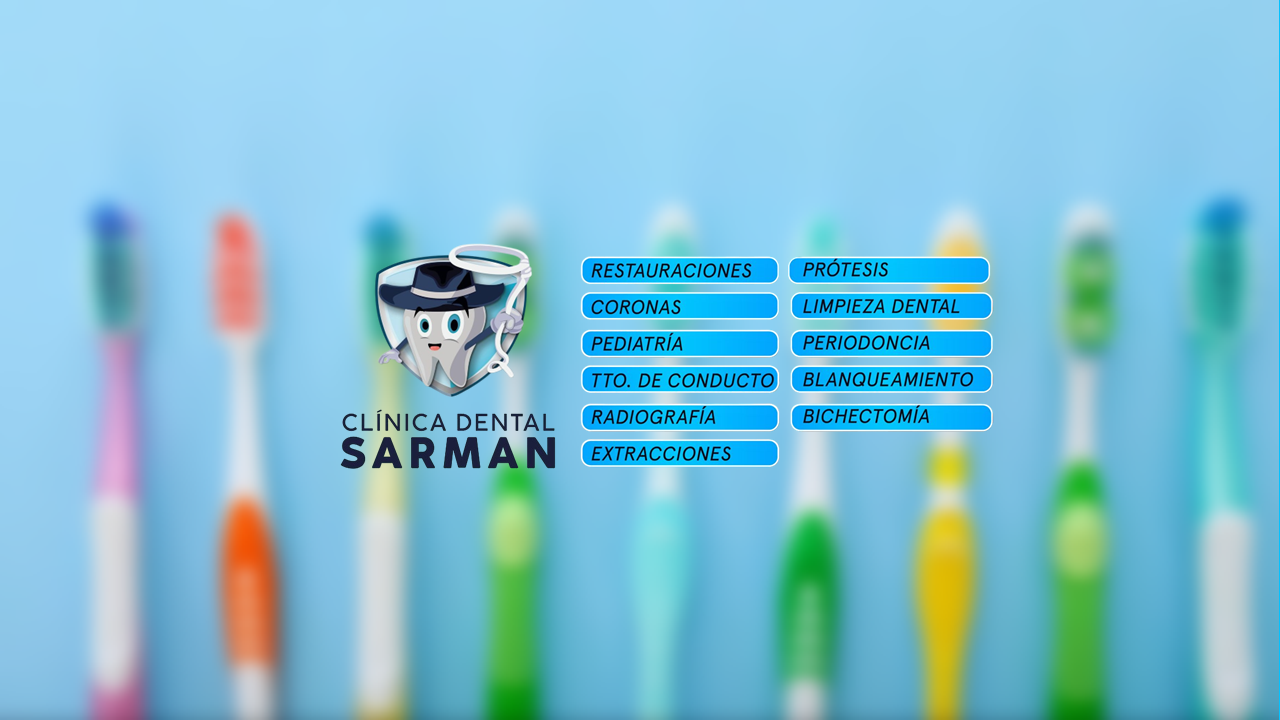 CLÍNICA DENTAL
SARMAN
RESTAURACIONES
CORONAS
PEDIATRÍA
TTO. DE CONDUCTO
RADIOGRAFÍA
EXTRACCIONES
PRÓTESIS
LIMPIEZA DENTAL
PERIODONCIA
BLANQUEAMIENTO
BICHECTOMÍA